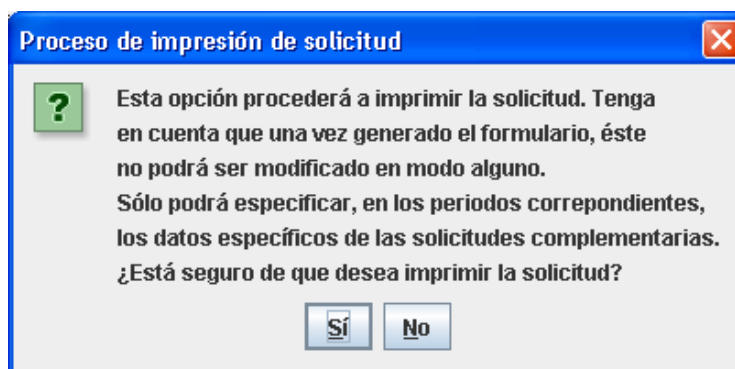 Proceso de impresión de solicitud
Esta opción procederá a imprimir la solicitud. Tenga
en cuenta que una vez generado el formulario, éste
no podrá ser modificado en modo alguno.
Sólo podrá especificar, en los periodos correpondientes,
los datos específicos de las solicitudes complementarias.
¿Está seguro de que desea imprimir la solicitud?
Sí No